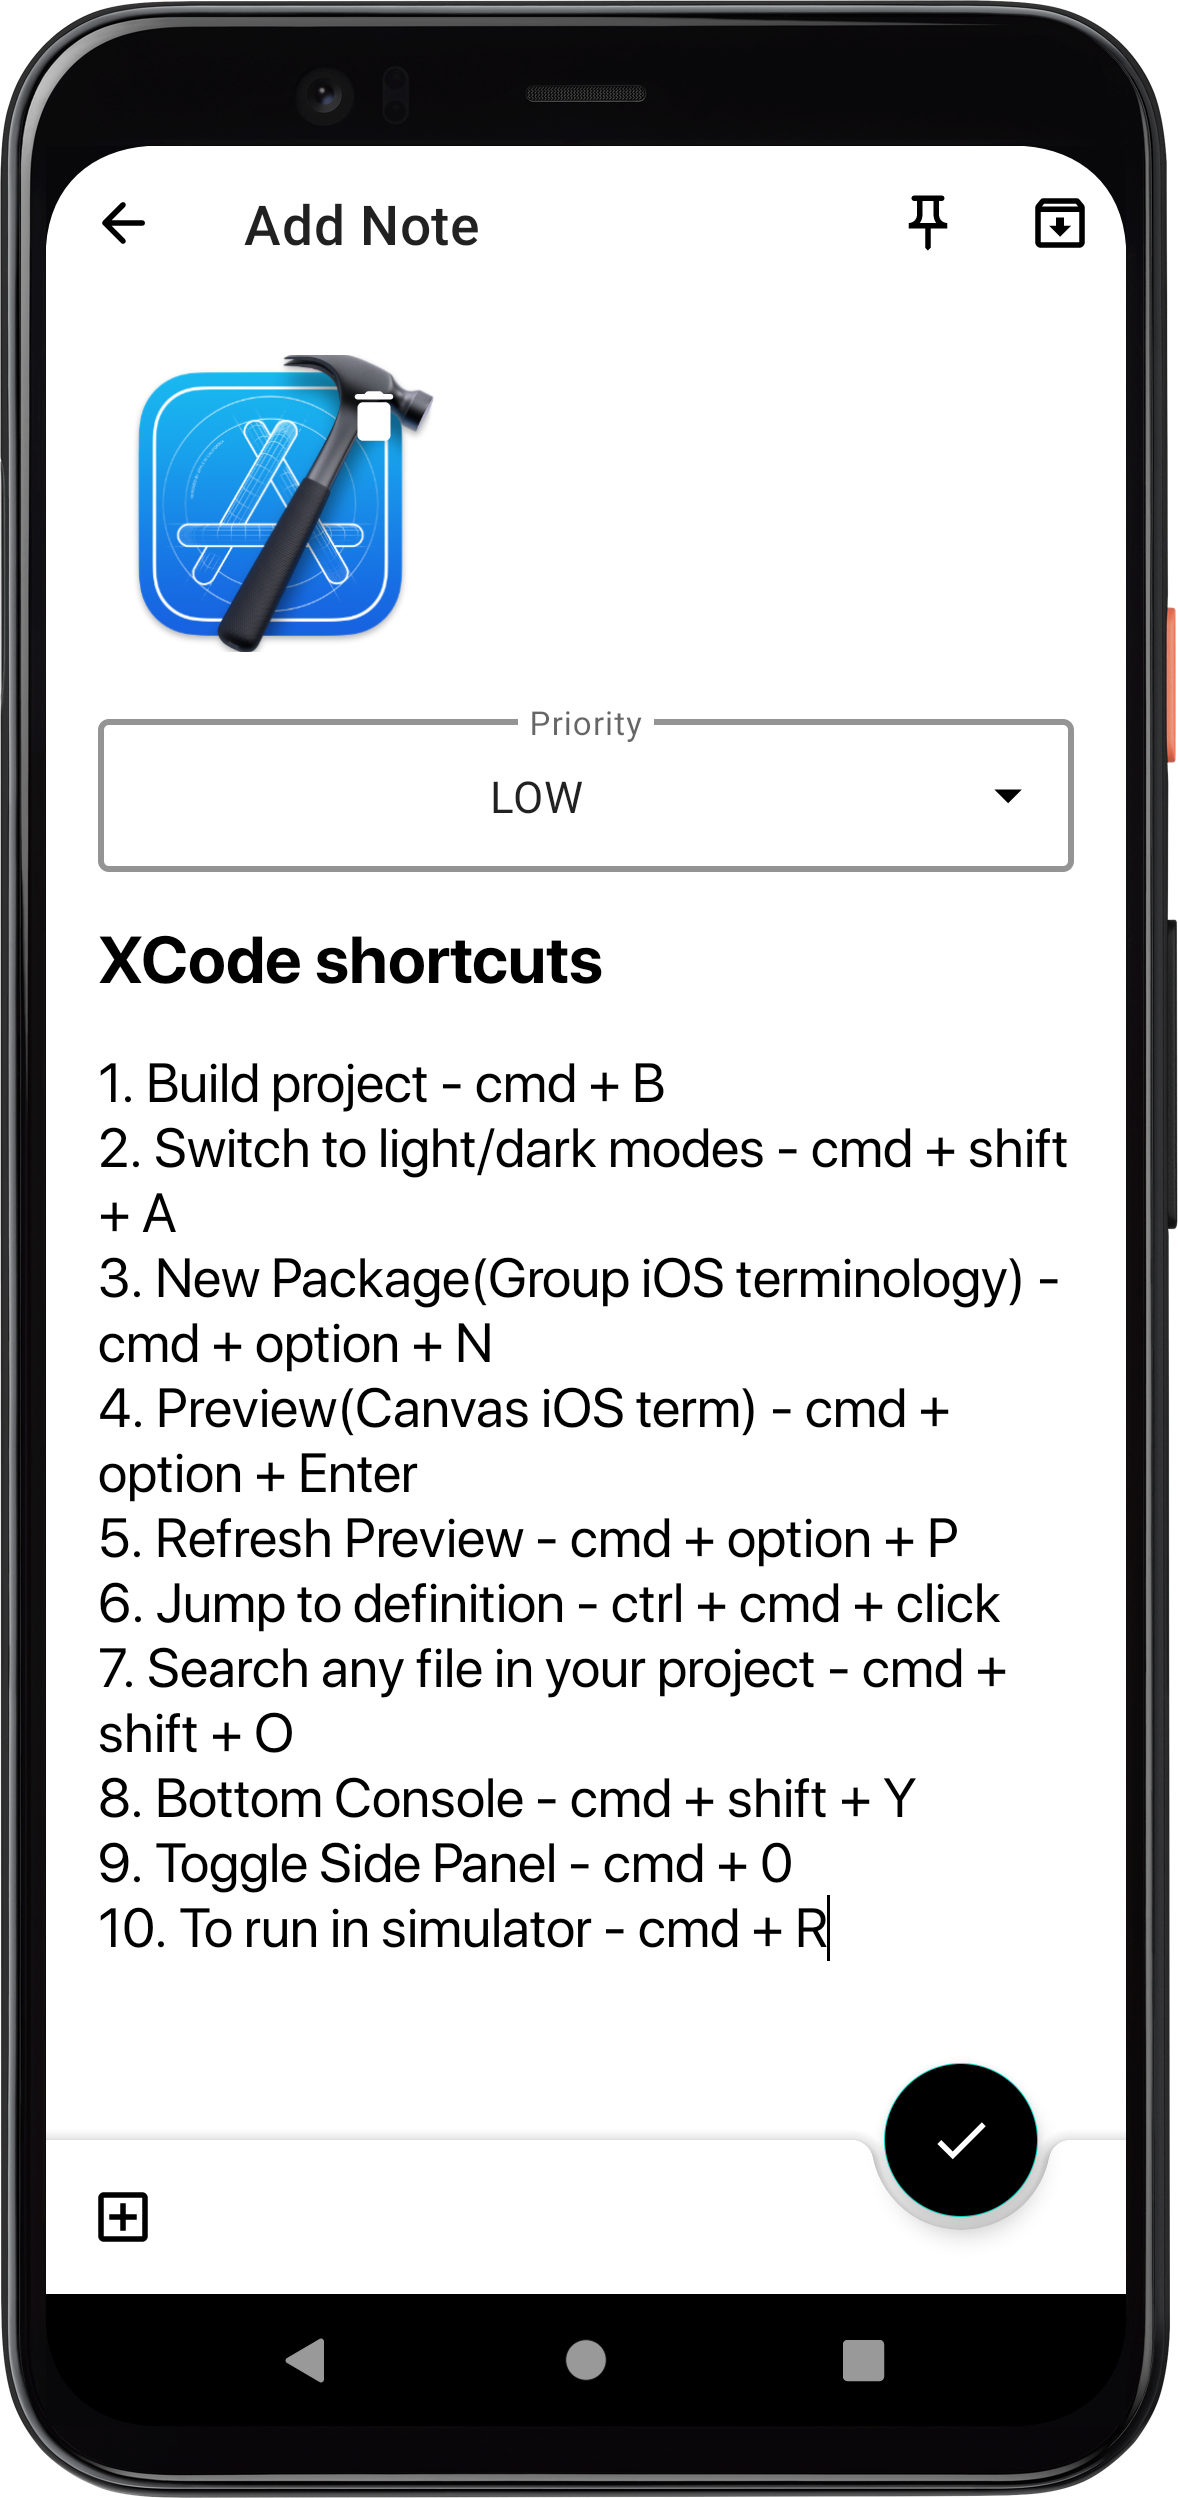 Add Note
Priority
LOW
XCode shortcuts
1. Build project - cmd + B
2. Switch to light/dark modes - cmd + shift
+ A
3. New Package(Group iOS terminology) -
cmd + option + N
4. Preview(Canvas iOS term) - cmd +
option + Enter
5. Refresh Preview - cmd + option + P
6. Jump to definition - ctrl + cmd + click
7. Search any file in your project - cmd +
shift + O
8. Bottom Console - cmd + shift + Y
9. Toggle Side Panel - cmd + 0
10. To run in simulator - cmd + R